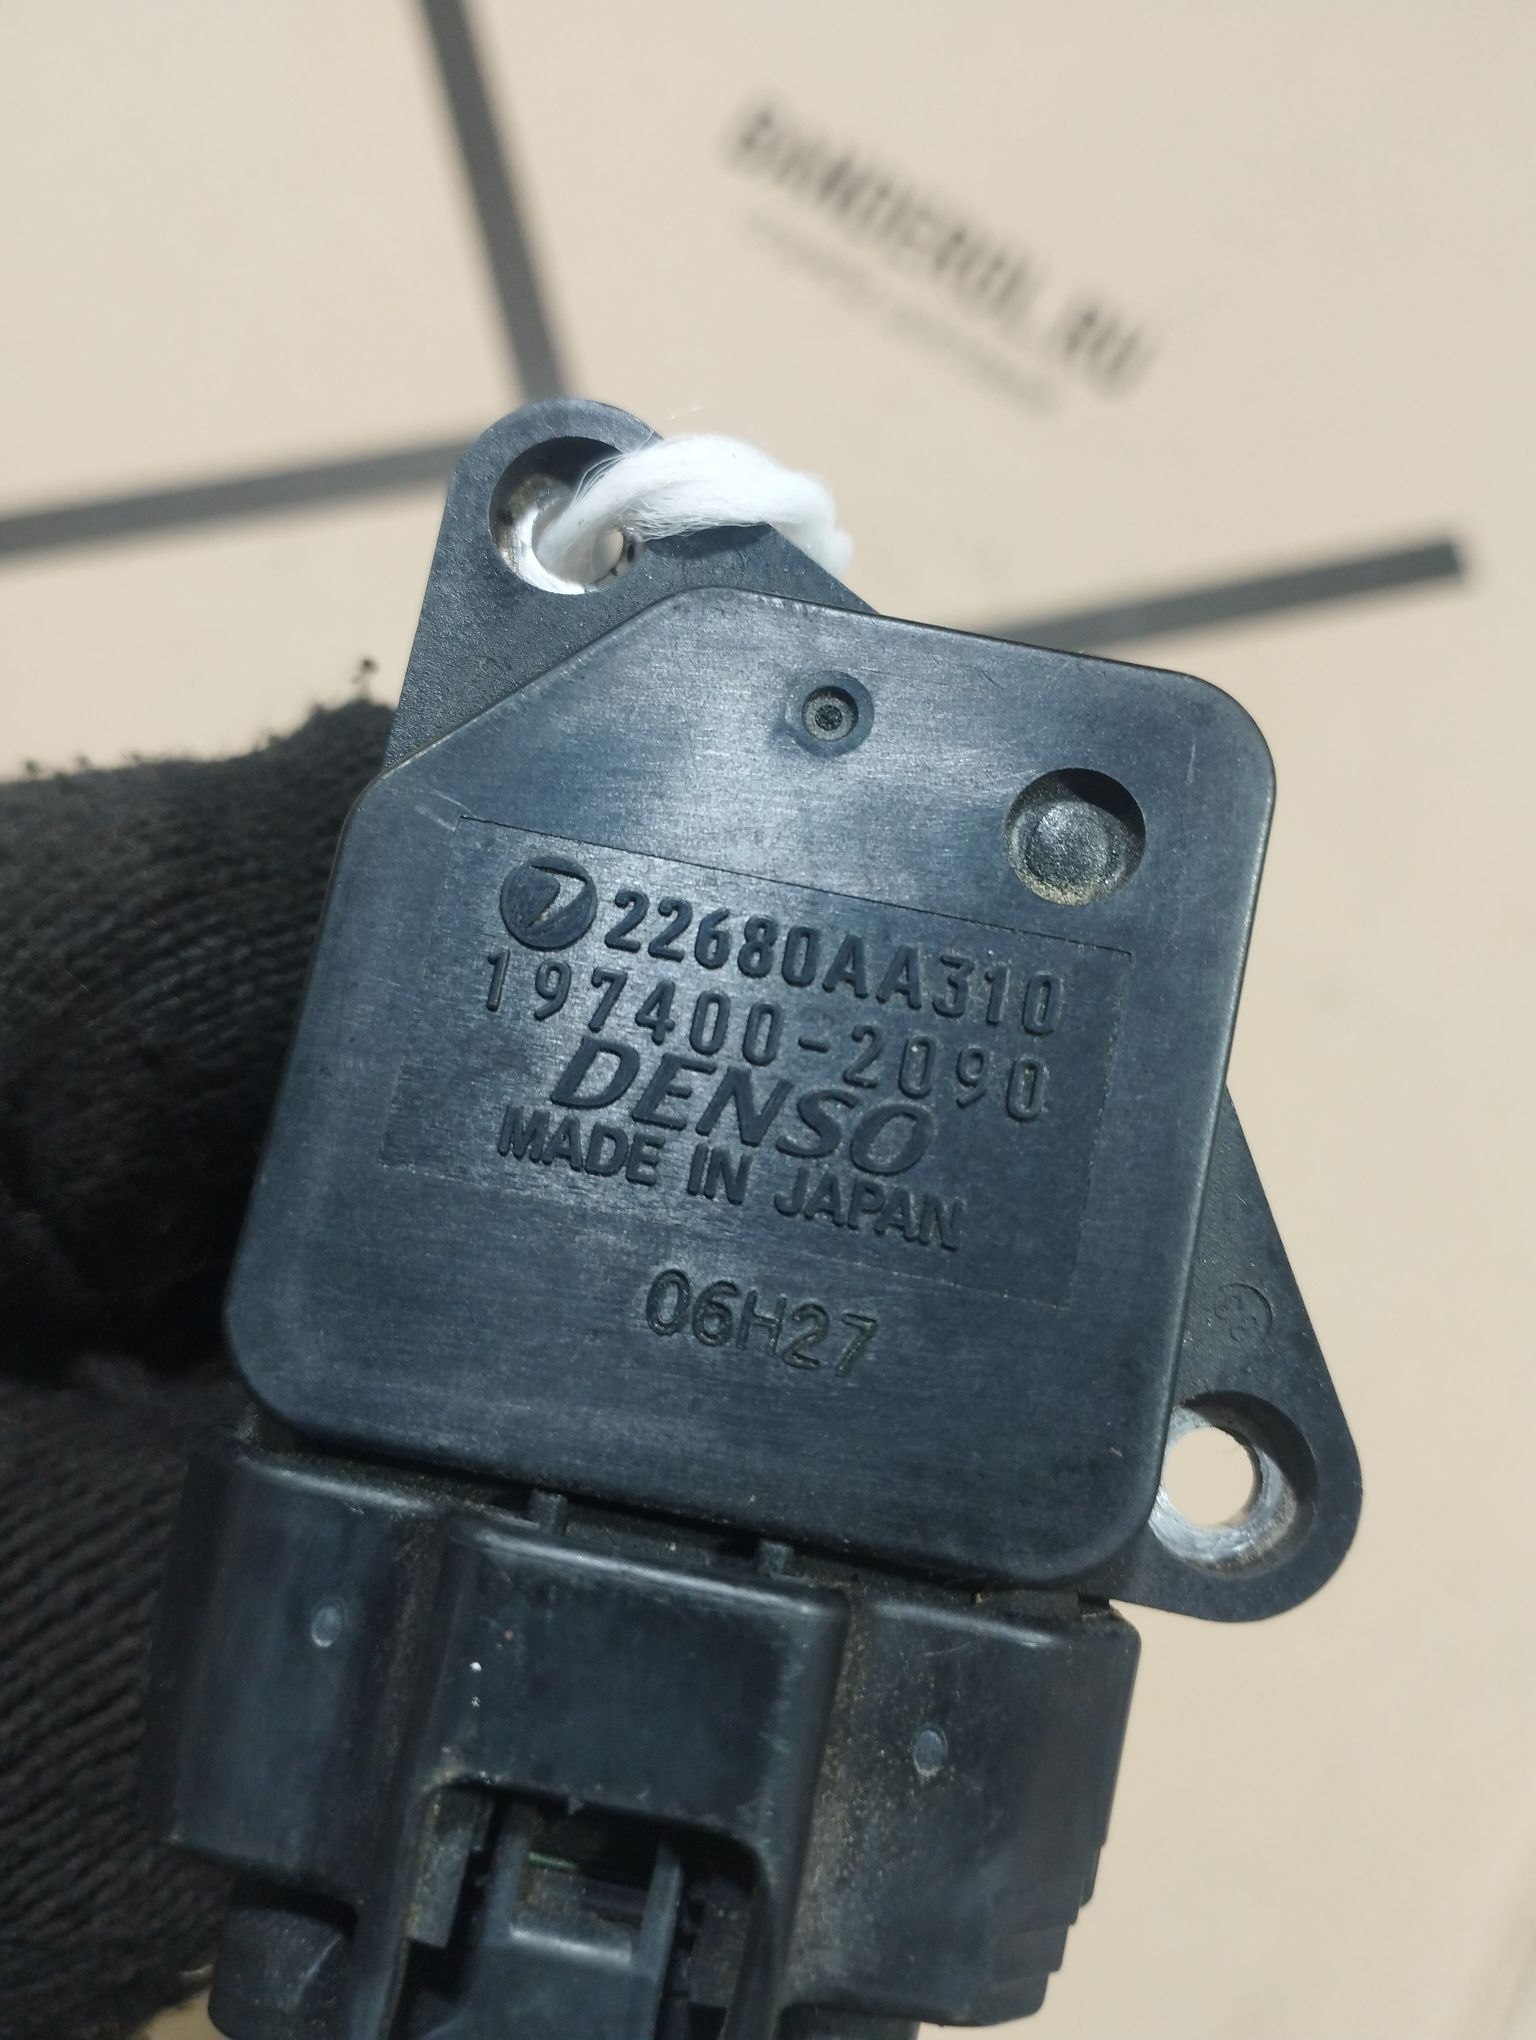 22680AA310
197400-2090
DENSO
MADE IN JAPAN
06H27